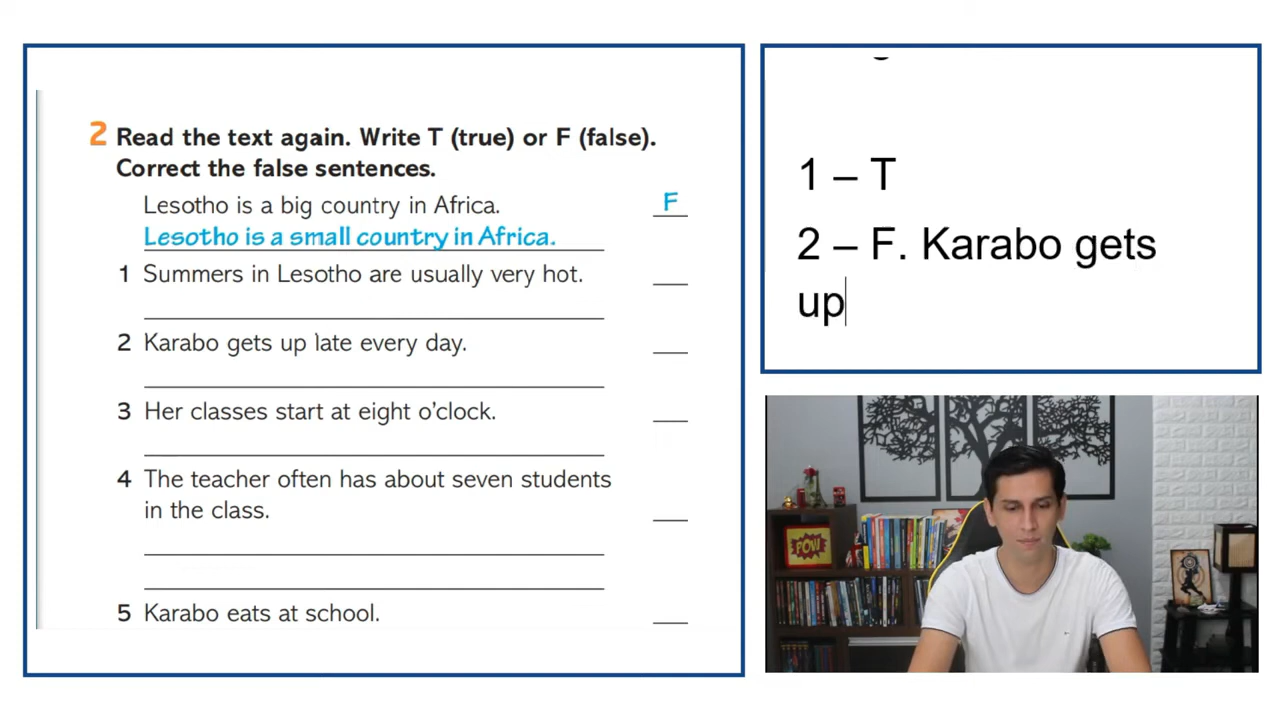 2 Read the text again. Write T (true) or F (false).
Correct the false sentences.
Lesotho is a big country in Africa. F
Lesotho is a small country in Africa.
1 Summers in Lesotho are usually very hot.
2 Karabo gets up late every day.
3 Her classes start at eight o'clock.
4 The teacher often has about seven students
in the class.
5 Karabo eats at school.
1 – T
2 – F. Karabo gets
up
POW